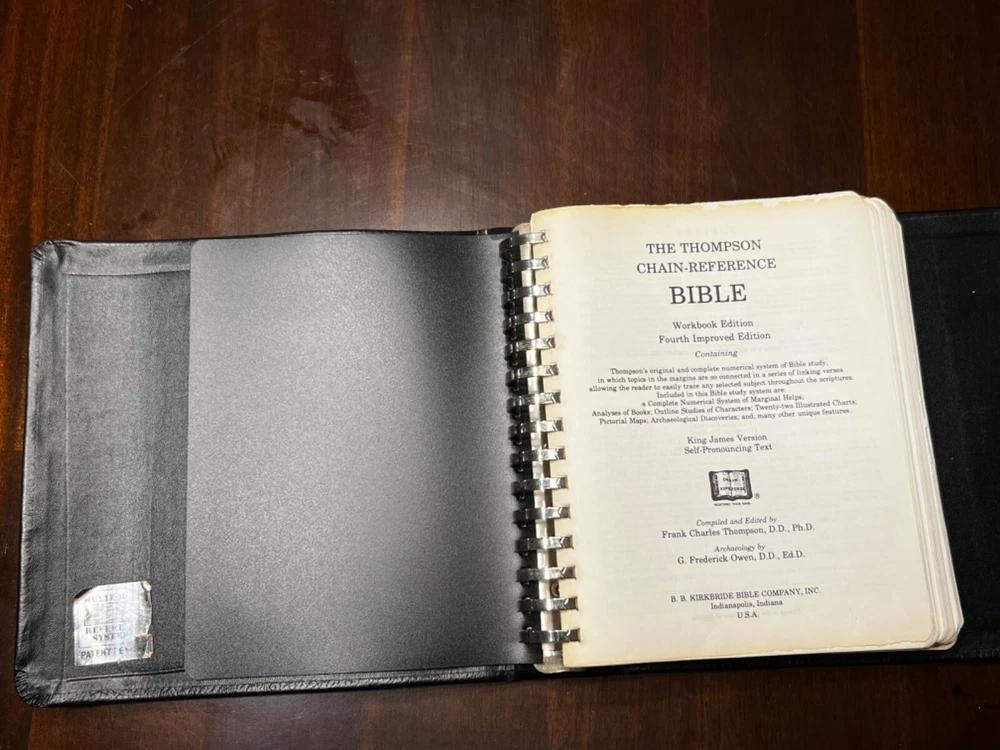 THE THOMPSON
CHAIN-REFERENCE
BIBLE
Workbook Edition
Fourth Improved Edition
Containing
Thompson's original and complete numerical system of Bible study,
in which topics in the margins are so connected in a series of linking verses
allowing the reader to easily trace any selected subject throughout the scriptures.
Included in this Bible study system are:
a Complete Numerical System of Marginal Helps;
Analyses of Books; Outline Studies of Characters; Twenty-two Illustrated Charts;
Pictorial Maps; Archaeological Discoveries; and, many other unique features.
King James Version
Self-Pronouncing Text
®
Compiled and Edited by
Frank Charles Thompson, D.D., Ph.D.
Archaeology by
G. Frederick Owen, D.D., Ed.D.
B. B. KIRKBRIDE BIBLE COMPANY, INC.
Indianapolis, Indiana
U.S.A.